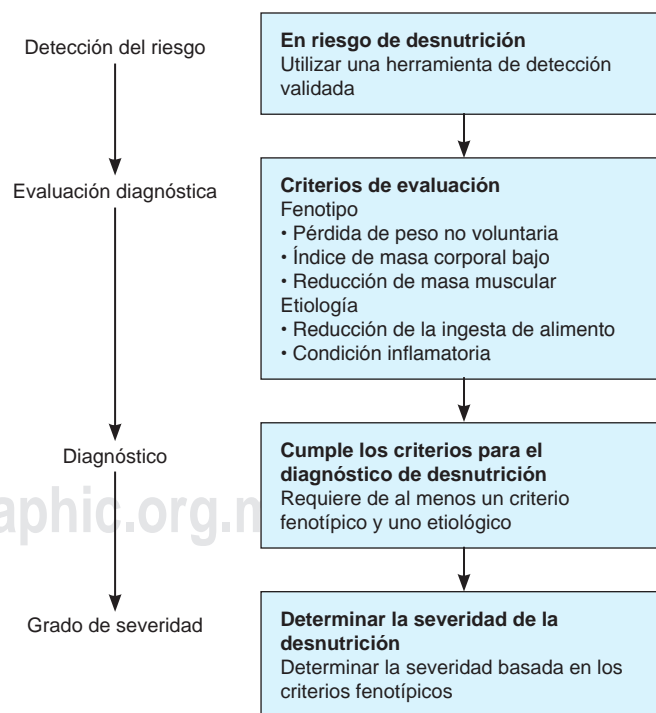 Detección del riesgo
En riesgo de desnutrición
Utilizar una herramienta de detección
validada
Evaluación diagnóstica
Criterios de evaluación
Fenotipo
• Pérdida de peso no voluntaria
• Índice de masa corporal bajo
• Reducción de masa muscular
Etiología
• Reducción de la ingesta de alimento
• Condición inflamatoria
Diagnóstico
Cumple los criterios para el
diagnóstico de desnutrición
Requiere de al menos un criterio
fenotípico y uno etiológico
aphic.org.m
Grado de severidad
Determinar la severidad de la
desnutrición
Determinar la severidad basada en los
criterios fenotípicos